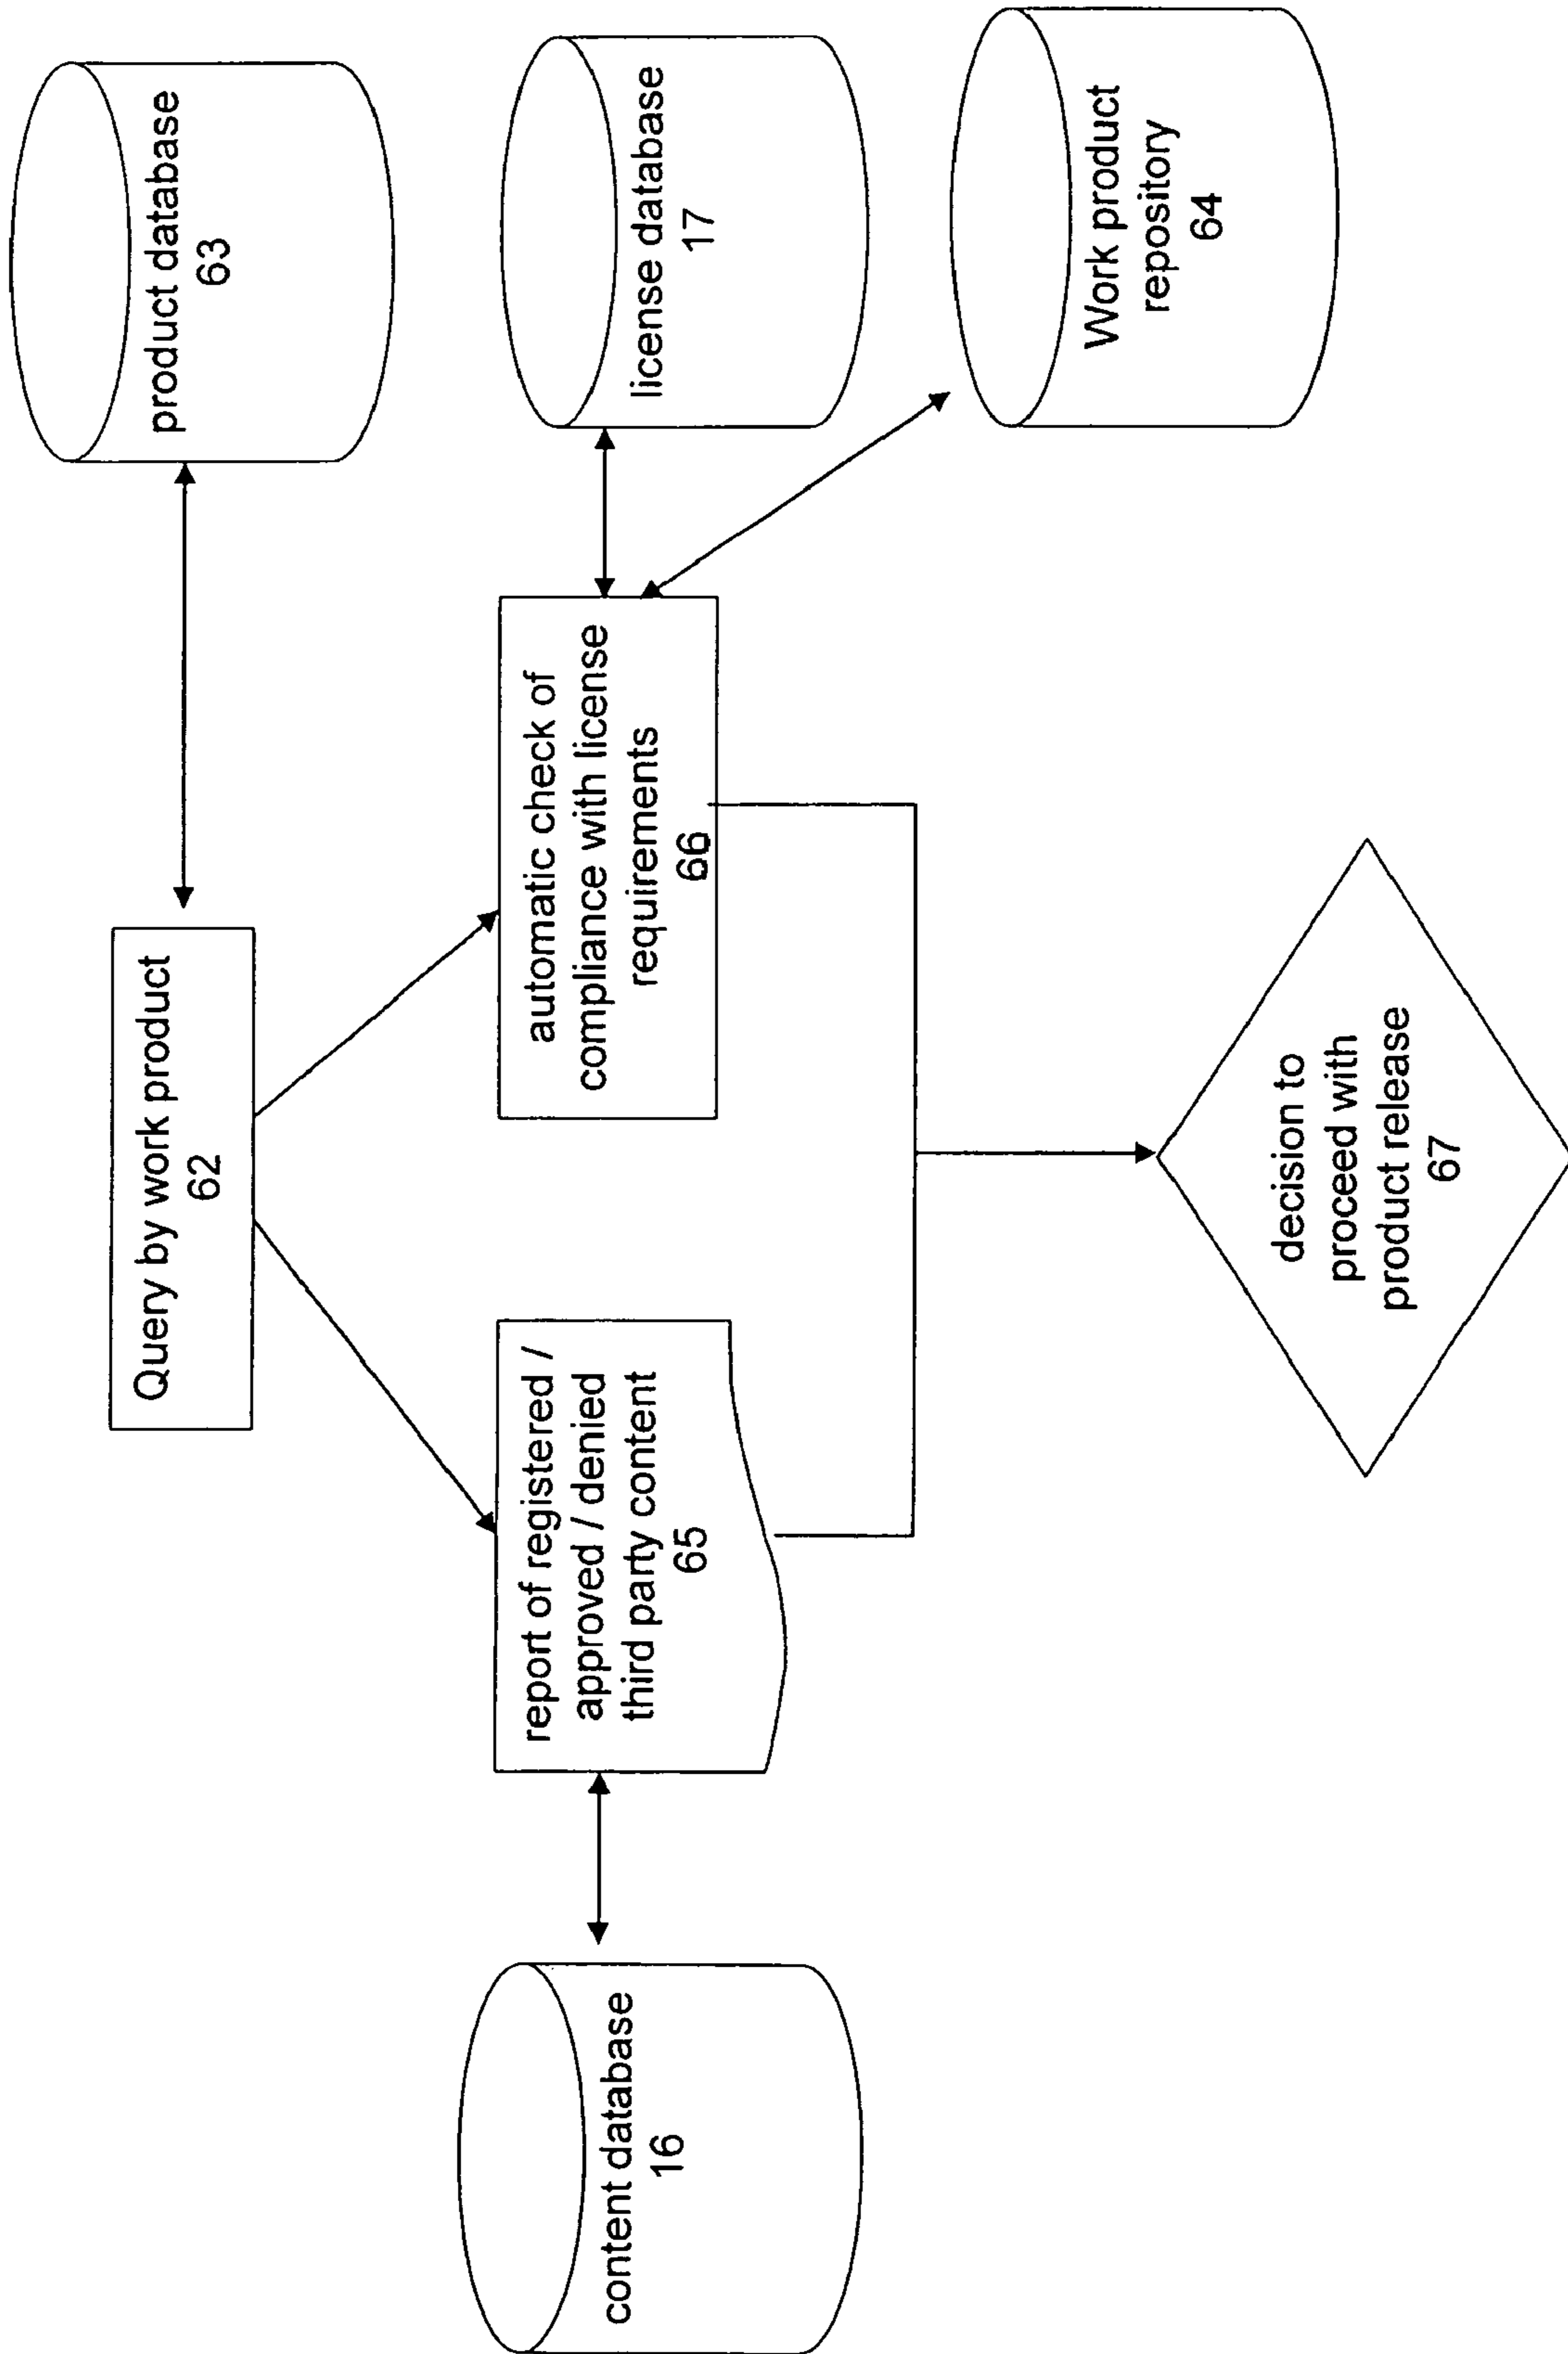 Query by work product
62
product database
63
content database
16
report of registered /
approved / denied
third party content
65
automatic check of
compliance with license
requirements
66
license database
17
Work product
repository
64
decision to
proceed with
product release
67